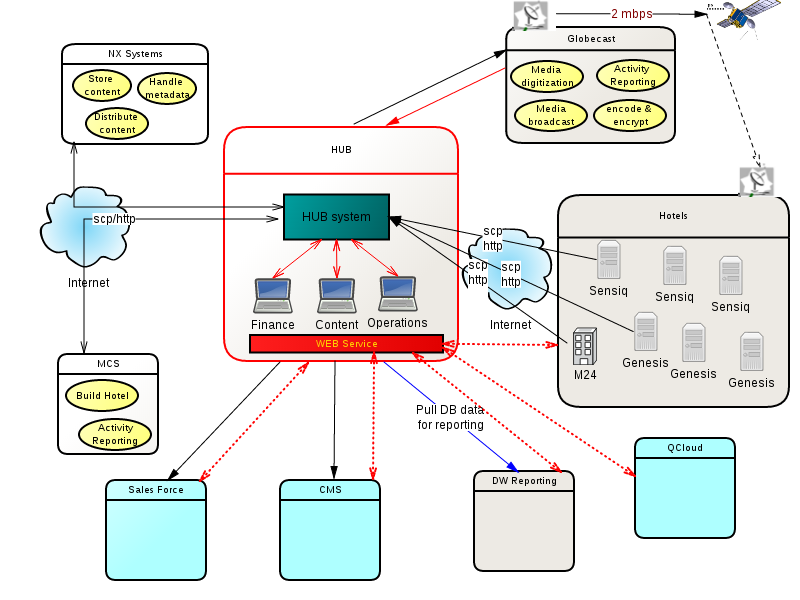 2 mbps
Globecast
Media
digitization
Activity
Reporting
Media
broadcast
encode &
encrypt
NX Systems
Store
content
Handle
metadata
Distribute
content
HUB
HUB system
Finance
Content
Operations
WEB Service
scp/http
Internet
scp
http
scp
http
scp
http
Internet
Hotels
Sensiq
Sensiq
Sensiq
M24
Genesis
Genesis
Genesis
MCS
Build Hotel
Activity
Reporting
Pull DB data
for reporting
Sales Force
CMS
DW Reporting
QCloud